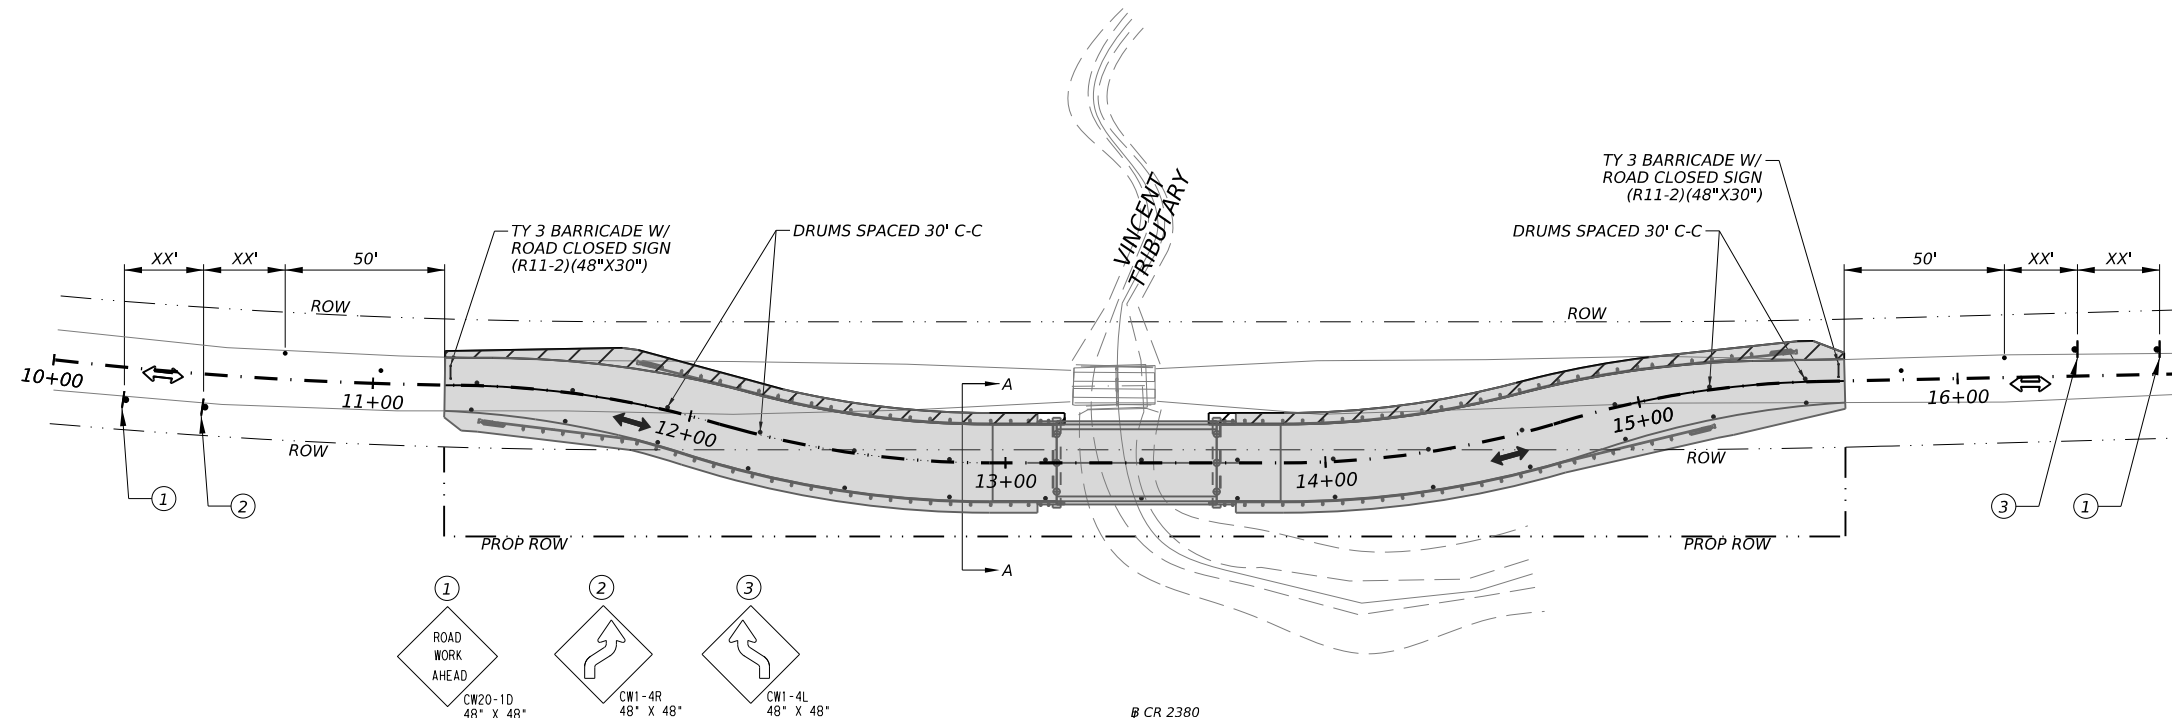 VINCENT
TRIBUTARY
TY 3 BARRICADE W/
ROAD CLOSED SIGN
(R11-2)(48"X30")
DRUMS SPACED 30' C-C
TY 3 BARRICADE W/
ROAD CLOSED SIGN
(R11-2)(48"X30")
DRUMS SPACED 30' C-C
XX'
XX'
50'
50'
XX'
XX'
ROW
ROW
10+00
11+00
12+00
13+00
14+00
15+00
16+00
A
A
ROW
ROW
PROP ROW
PROP ROW
1
2
3
1
1
ROAD
WORK
AHEAD
CW20-1D
48" X 48"
2
CW1-4R
48" X 48"
3
CW1-4L
48" X 48"
CR 2380